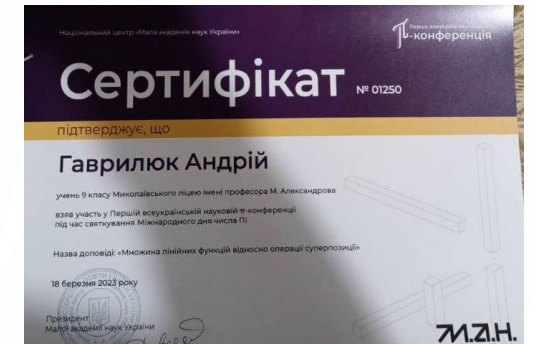 Національний центр «Мала академія наук України»
Перша всеукраїнська
π-конференція
Сертифікат № 01250
підтверджує, що
Гаврилюк Андрій
учень 9 класу Миколаївського ліцею імені професора М. Александрова
взяв участь у Першій всеукраїнській науковій π-конференції
під час святкування Міжнародного дня числа Пі
Назва доповіді: «Множина лінійних функцій відносно операції суперпозиції»
18 березня 2023 року
Президент
Малої академії наук України
М.А.Н.